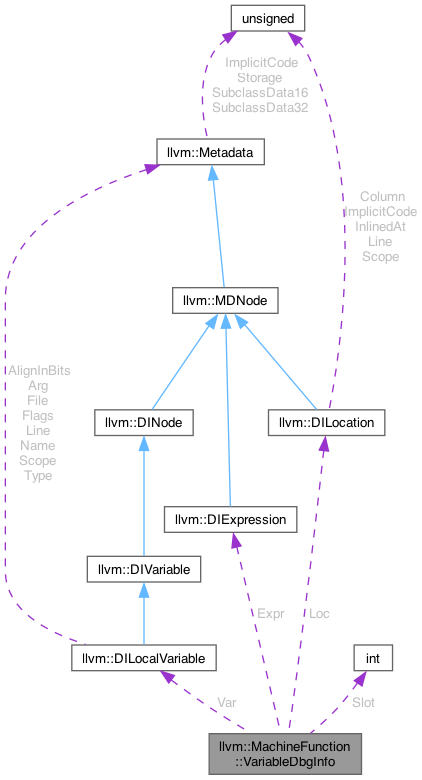 unsigned
ImplicitCode
Storage
SubclassData16
SubclassData32
llvm::Metadata
Column
ImplicitCode
InlinedAt
Line
Scope
llvm::MDNode
AlignInBits
Arg
File
Flags
Line
Name
Scope
Type
llvm::DINode
llvm::DILocation
llvm::DIExpression
llvm::DIVariable
Expr
Loc
llvm::DILocalVariable
int
Var
Slot
llvm::MachineFunction
::VariableDbgInfo